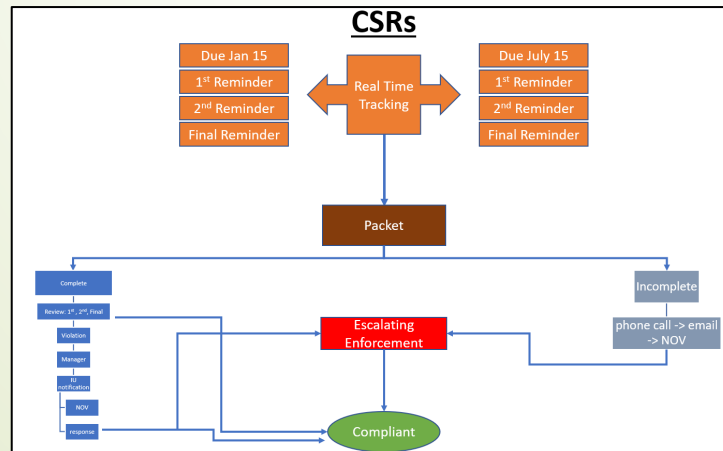 CSRs
Due Jan 15
1st Reminder
2nd Reminder
Final Reminder
Real Time
Tracking
Due July 15
1st Reminder
2nd Reminder
Final Reminder
Packet
Complete
Review: 1st , 2nd, Final
Violation
Manager
IU
notification
NOV
response
Escalating
Enforcement
Incomplete
phone call -> email
-> NOV
Compliant